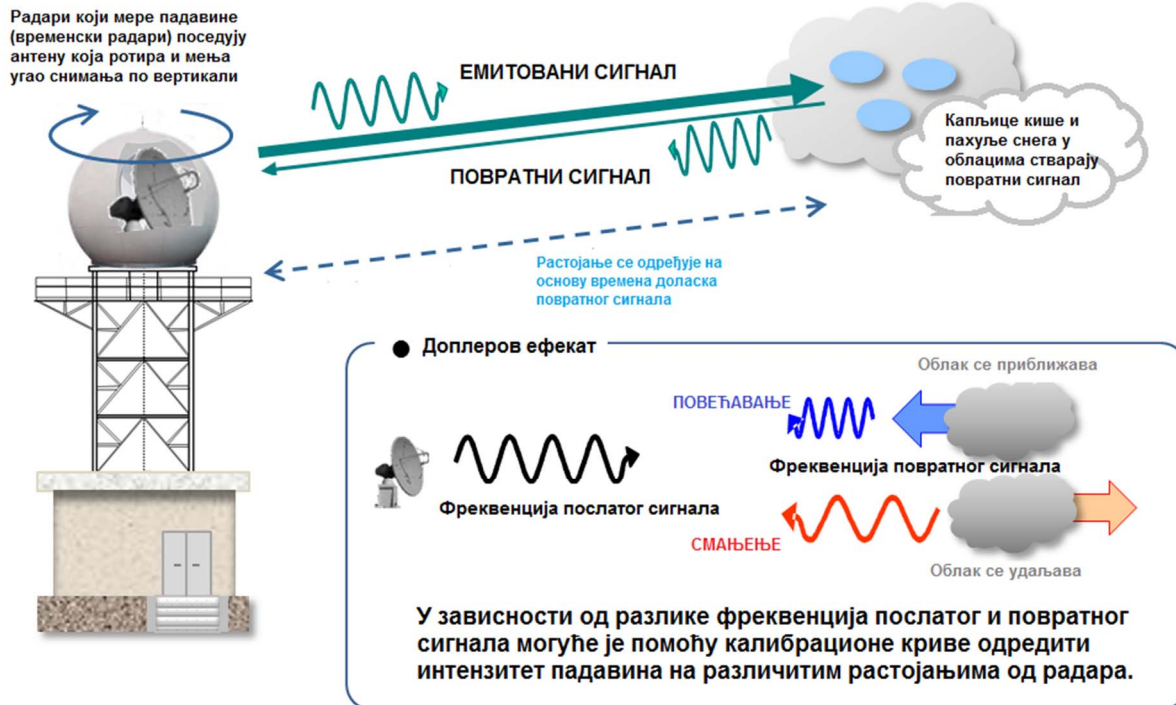 Радари који мере падавине
(временски радари) поседују
антену која ротира и мења
угао снимања по вертикали
ЕМИТОВАНИ СИГНАЛ
ПОВРАТНИ СИГНАЛ
Капљице кише и
пахуље снега у
облацима стварају
повратни сигнал
Растојање се одређује на
основу времена доласка
повратног сигнала
Доплеров ефекат
Облак се приближава
ПОВЕЋАВАЊЕ
Фреквенција повратног сигнала
Фреквенција послатог сигнала
СМАЊЕЊЕ
Облак се удаљава
У зависности од разлике фреквенција послатог и повратног
сигнала могуће је помоћу калибрационе криве одредити
интензитет падавина на различитим растојањима од радара.